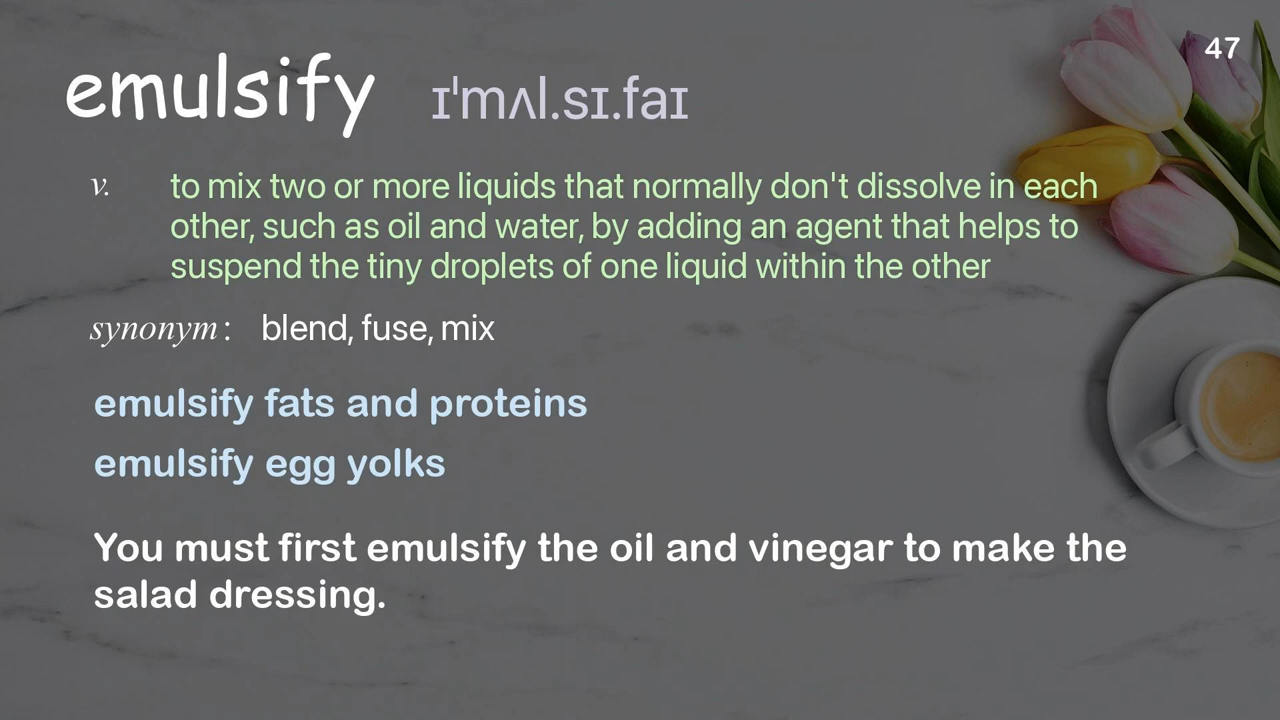 47
emulsify ɪˈmʌl.sɪ.faɪ
v. to mix two or more liquids that normally don't dissolve in each
other, such as oil and water, by adding an agent that helps to
suspend the tiny droplets of one liquid within the other
synonym: blend, fuse, mix
emulsify fats and proteins
emulsify egg yolks
You must first emulsify the oil and vinegar to make the
salad dressing.